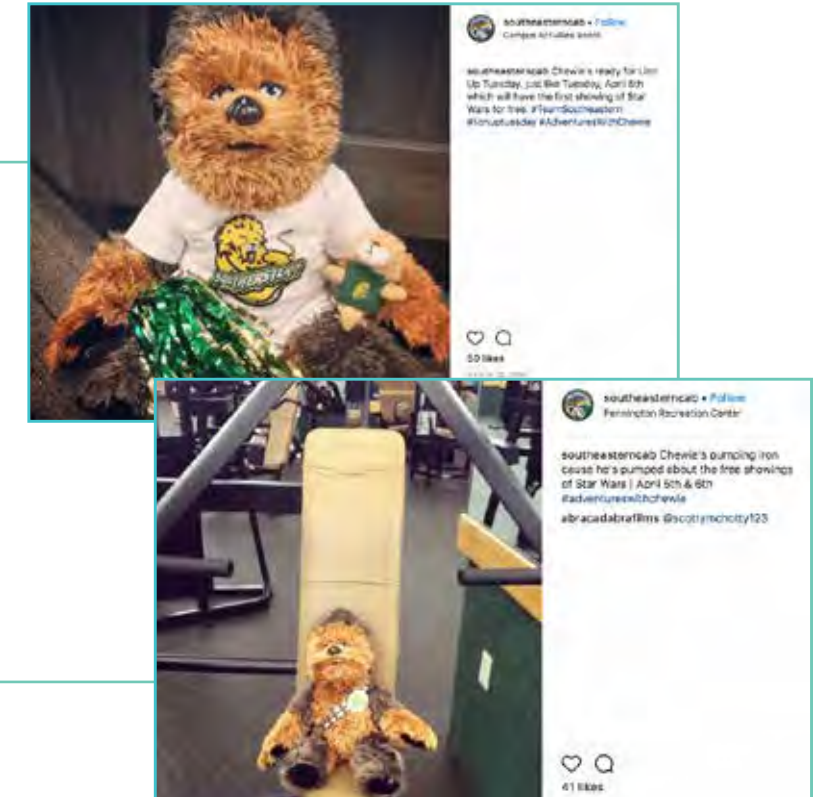 southeasterncab • Follow
Campus Activities Board
southeasterncab Chewie's ready for Lion
Up Tuesday, just like Tuesday, April 5th
which will have the first showing of Star
Wars for free. #TeamSoutheastern
#lionuptuesday #AdventuresWithChewie
SOUTHEASTERN
50 likes
southeasterncab • Follow
Pennington Recreation Center
southeasterncab Chewie's pumping iron
cause he's pumped about the free showings
of Star Wars | April 5th & 6th
#adventureswithchewie
abracadabrafilms @scottymchotty123
41 likes